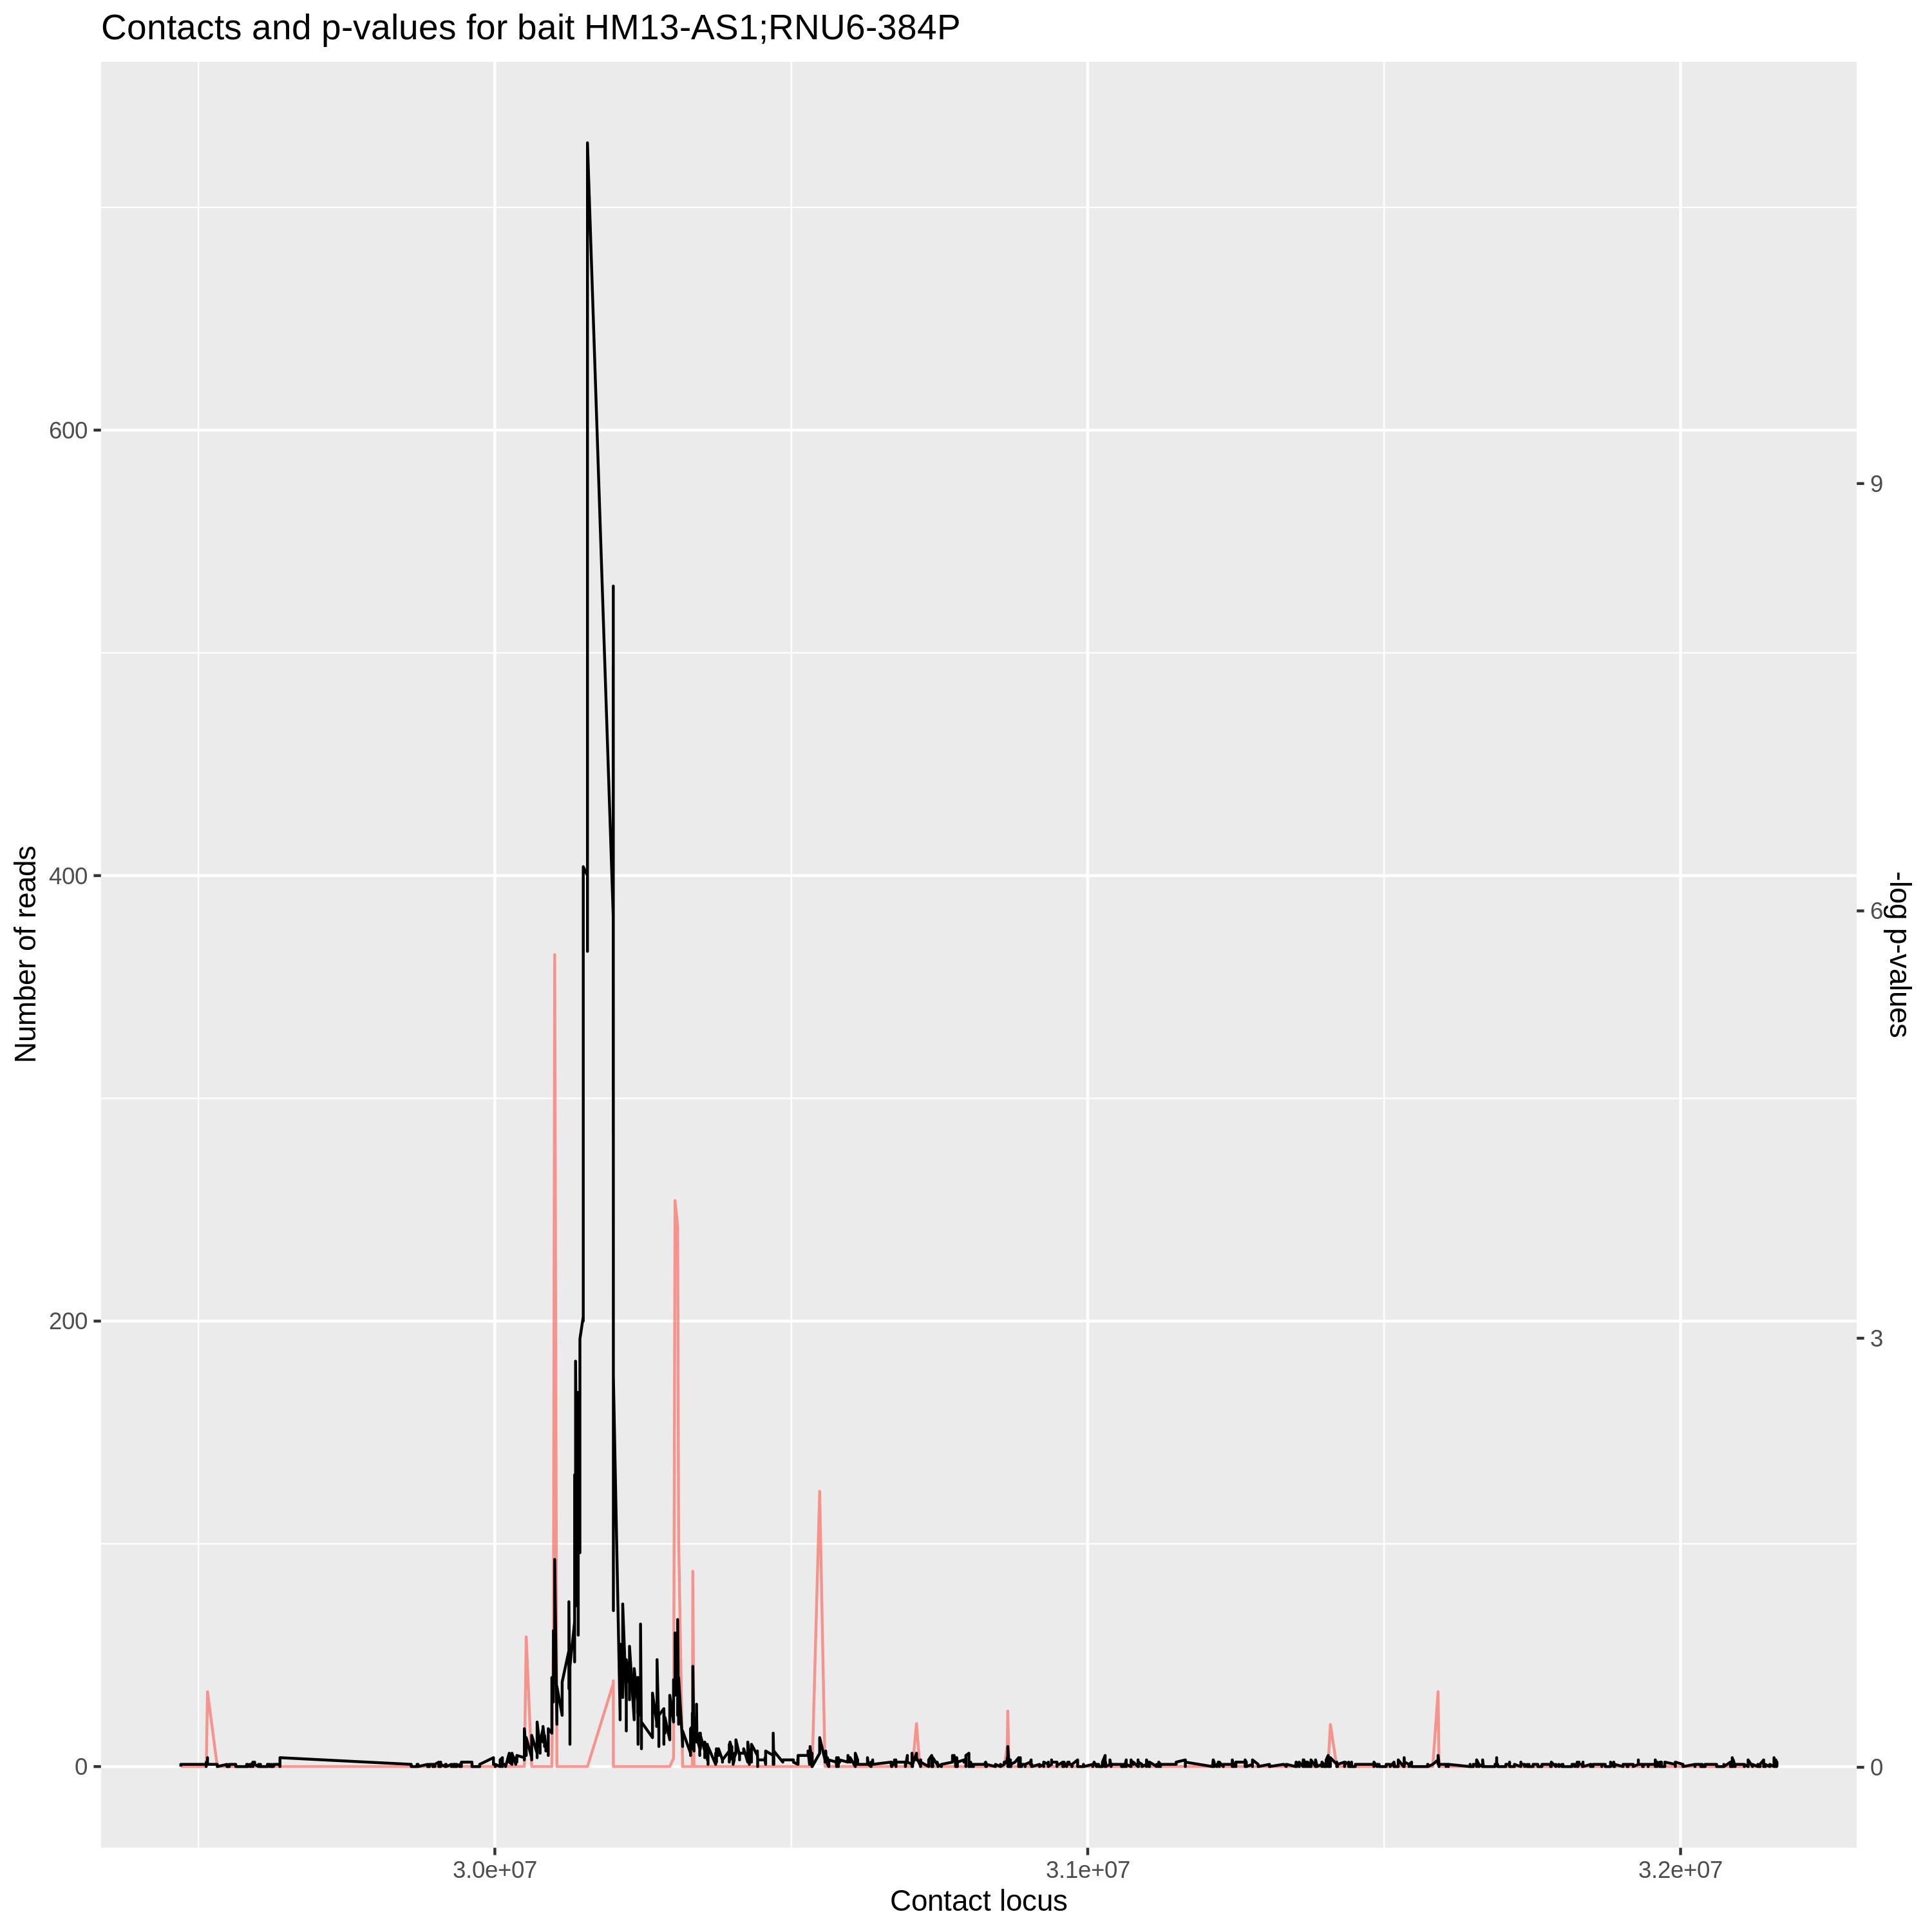 Contacts and p-values for bait HM13-AS1;RNU6-384P
600
400
200
0
Number of reads
9
6
3
0
-log p-values
3.0e+07
3.1e+07
3.2e+07
Contact locus